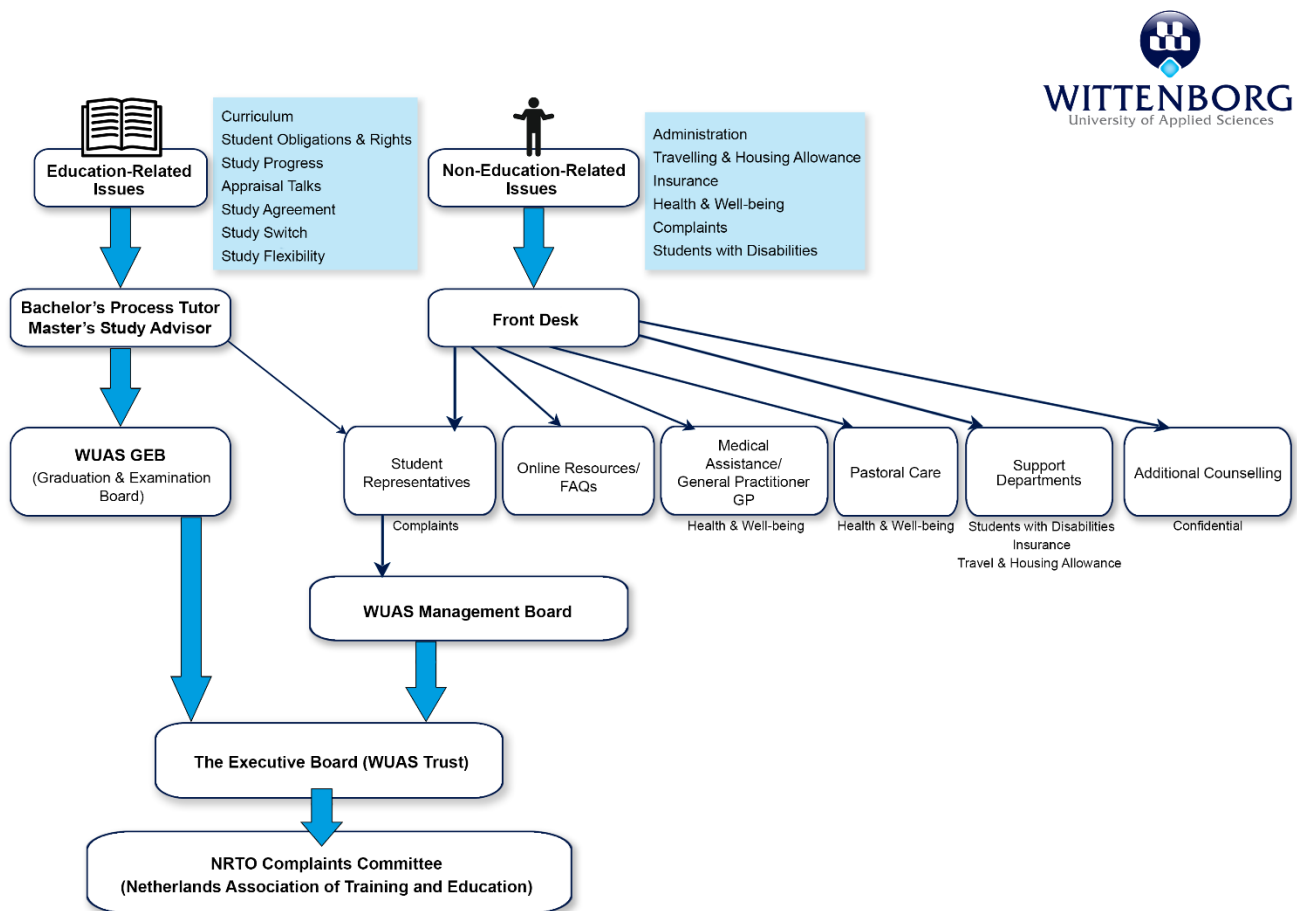 WITTENBORG
University of Applied Sciences
Education-Related
Issues
Curriculum
Student Obligations & Rights
Study Progress
Appraisal Talks
Study Agreement
Study Switch
Study Flexibility
Non-Education-Related
Issues
Administration
Travelling & Housing Allowance
Insurance
Health & Well-being
Complaints
Students with Disabilities
Bachelor's Process Tutor
Master's Study Advisor
Front Desk
WUAS GEB
(Graduation & Examination
Board)
Student
Representatives
Complaints
Online Resources/
FAQs
Medical
Assistance/
General Practitioner
GP
Health & Well-being
Pastoral Care
Health & Well-being
Support
Departments
Students with Disabilities
Insurance
Travel & Housing Allowance
Additional Counselling
Confidential
WUAS Management Board
The Executive Board (WUAS Trust)
NRTO Complaints Committee
(Netherlands Association of Training and Education)